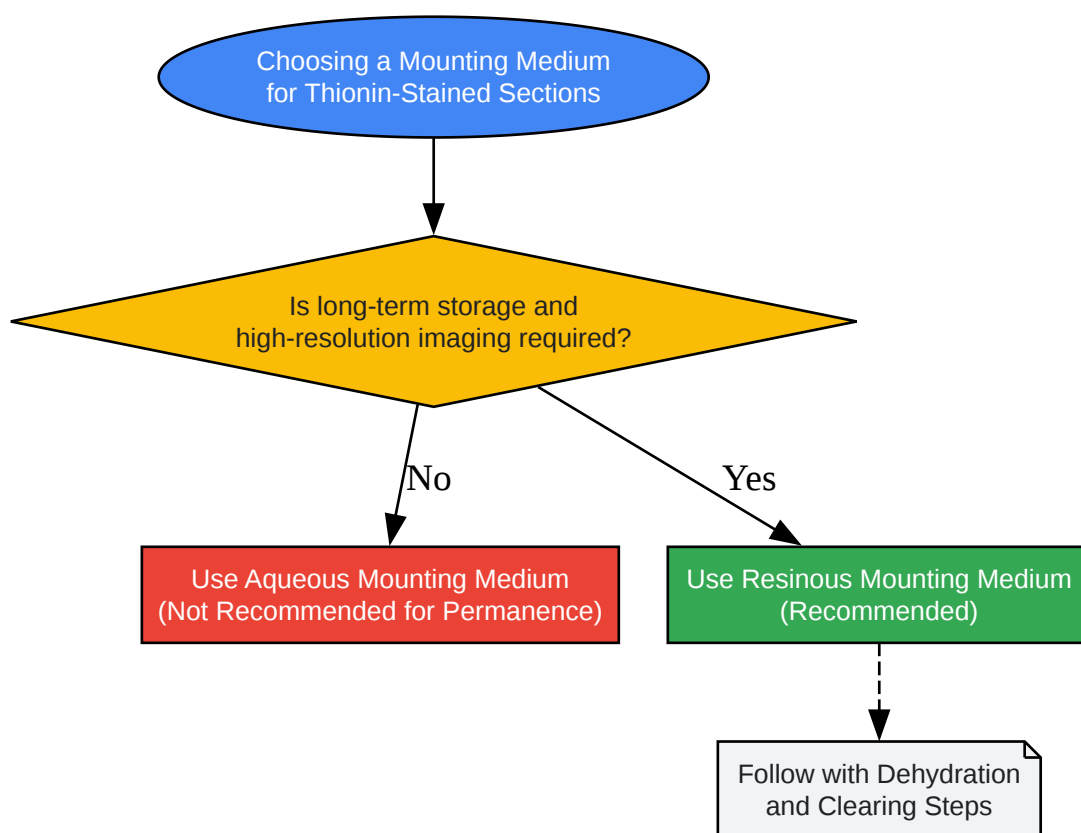 Choosing a Mounting Medium
for Thionin-Stained Sections
Is long-term storage and
high-resolution imaging required?
No
Yes
Use Aqueous Mounting Medium
(Not Recommended for Permanence)
Use Resinous Mounting Medium
(Recommended)
Follow with Dehydration
and Clearing Steps